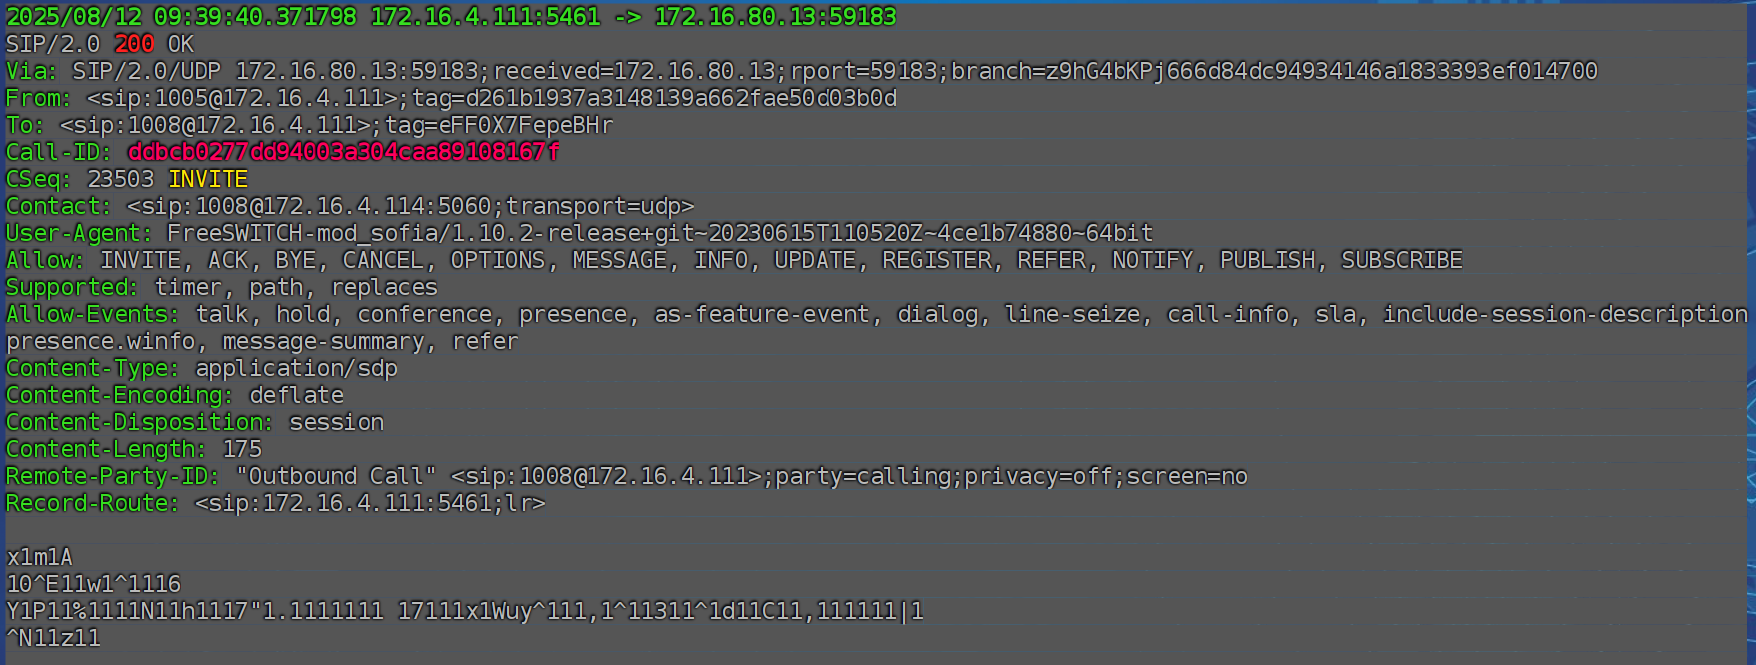 2025/08/12 09:39:40.371798 172.16.4.111:5461 -> 172.16.80.13:59183
SIP/2.0 200 OK
Via: SIP/2.0/UDP 172.16.80.13:59183;received=172.16.80.13;rport=59183;branch=z9hG4bKPj666d84dc94934146a1833393ef014700
From: <sip:1005@172.16.4.111>;tag=d261b1937a3148139a662fae50d03b0d
To: <sip:1008@172.16.4.111>;tag=eFF0X7FepeBHr
Call-ID: ddbcb0277dd94003a304caa89108167f
CSeq: 23503 INVITE
Contact: <sip:1008@172.16.4.114:5060;transport=udp>
User-Agent: FreeSWITCH-mod_sofia/1.10.2-release+git~20230615T110520Z~4ce1b74880~64bit
Allow: INVITE, ACK, BYE, CANCEL, OPTIONS, MESSAGE, INFO, UPDATE, REGISTER, REFER, NOTIFY, PUBLISH, SUBSCRIBE
Supported: timer, path, replaces
Allow-Events: talk, hold, conference, presence, as-feature-event, dialog, line-seize, call-info, sla, include-session-description
presence.winfo, message-summary, refer
Content-Type: application/sdp
Content-Encoding: deflate
Content-Disposition: session
Content-Length: 175
Remote-Party-ID: "Outbound Call" <sip:1008@172.16.4.111>;party=calling;privacy=off;screen=no
Record-Route: <sip:172.16.4.111:5461;lr>
x1m1A
10^E11w1^1116
Y1P11%1111N11h1117"1.1111111 17111x1Wuy^111,1^11311^1d11C11,111111|1
^N11z11